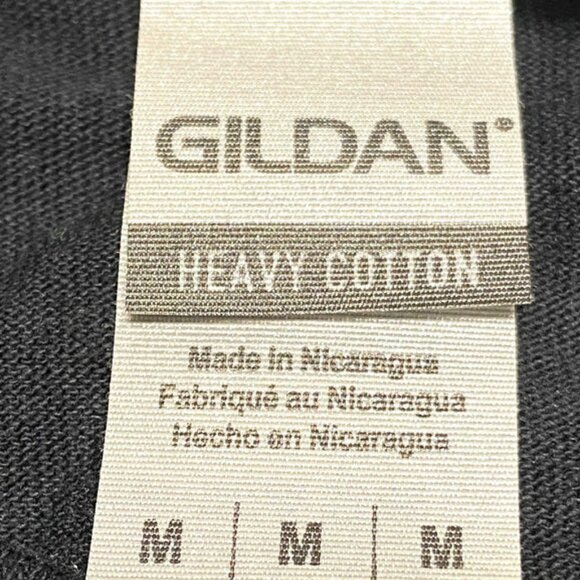 GILDAN®
HEAVY COTTON
Made in Nicaragua
Fabriqué au Nicaragua
Hecho en Nicaragua
M M M